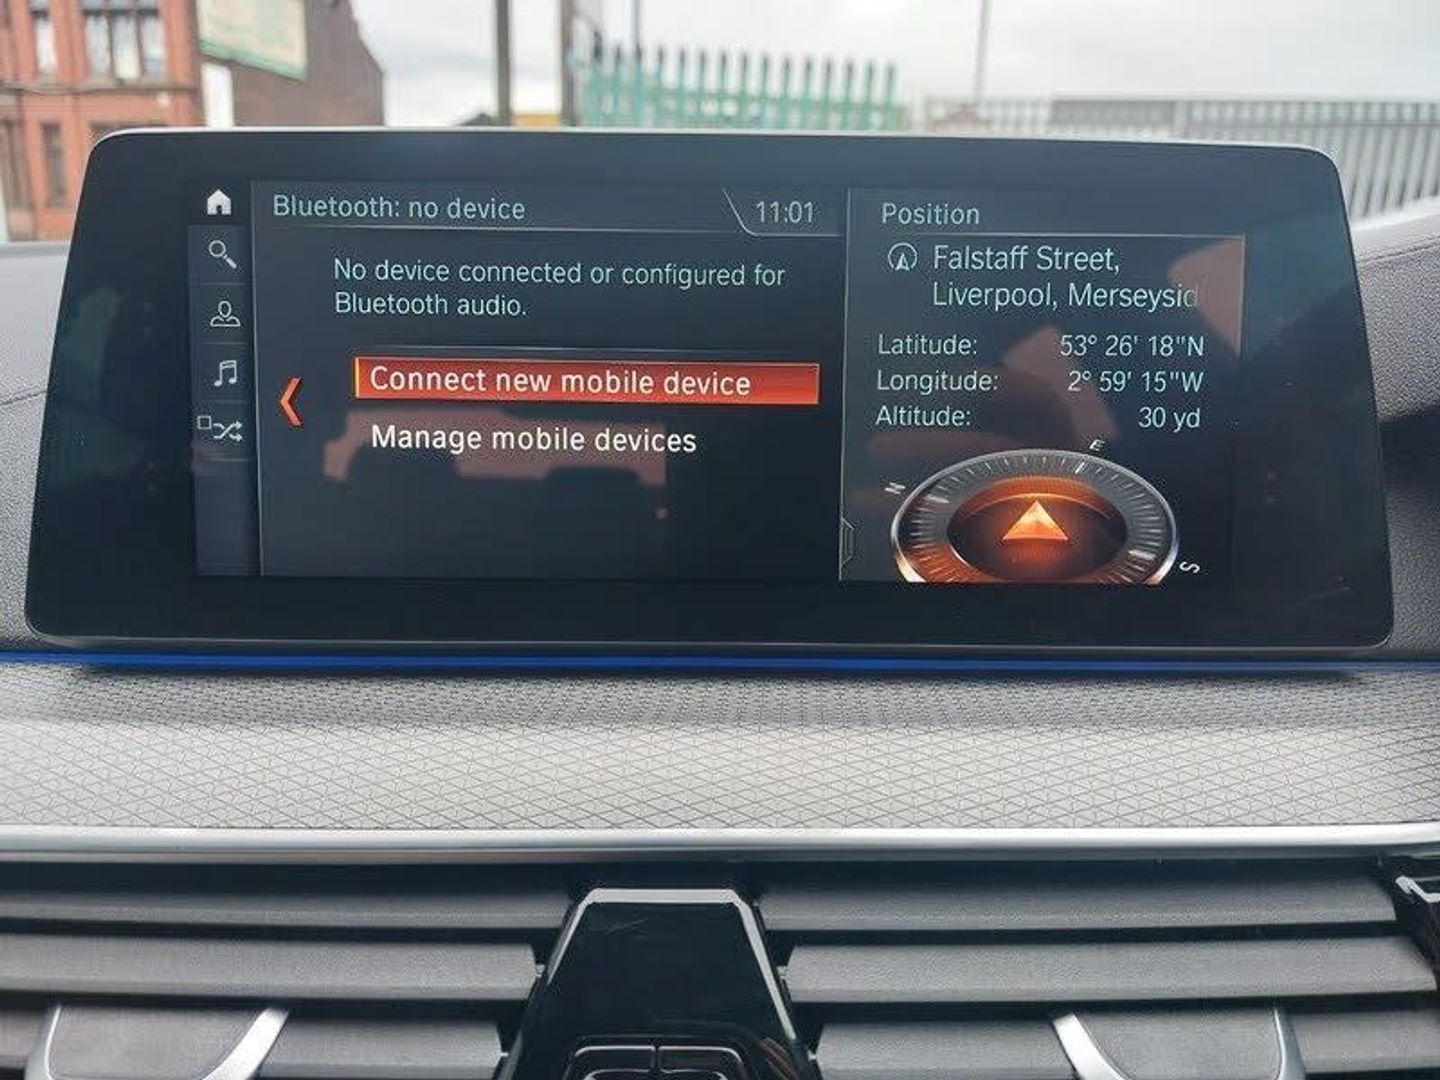 Bluetooth: no device
11:01
No device connected or configured for
Bluetooth audio.
Connect new mobile device
Manage mobile devices
Position
Falstaff Street,
Liverpool, Merseysid
Latitude: 53° 26' 18"N
Longitude: 2° 59' 15"W
Altitude: 30 yd
N
E
S